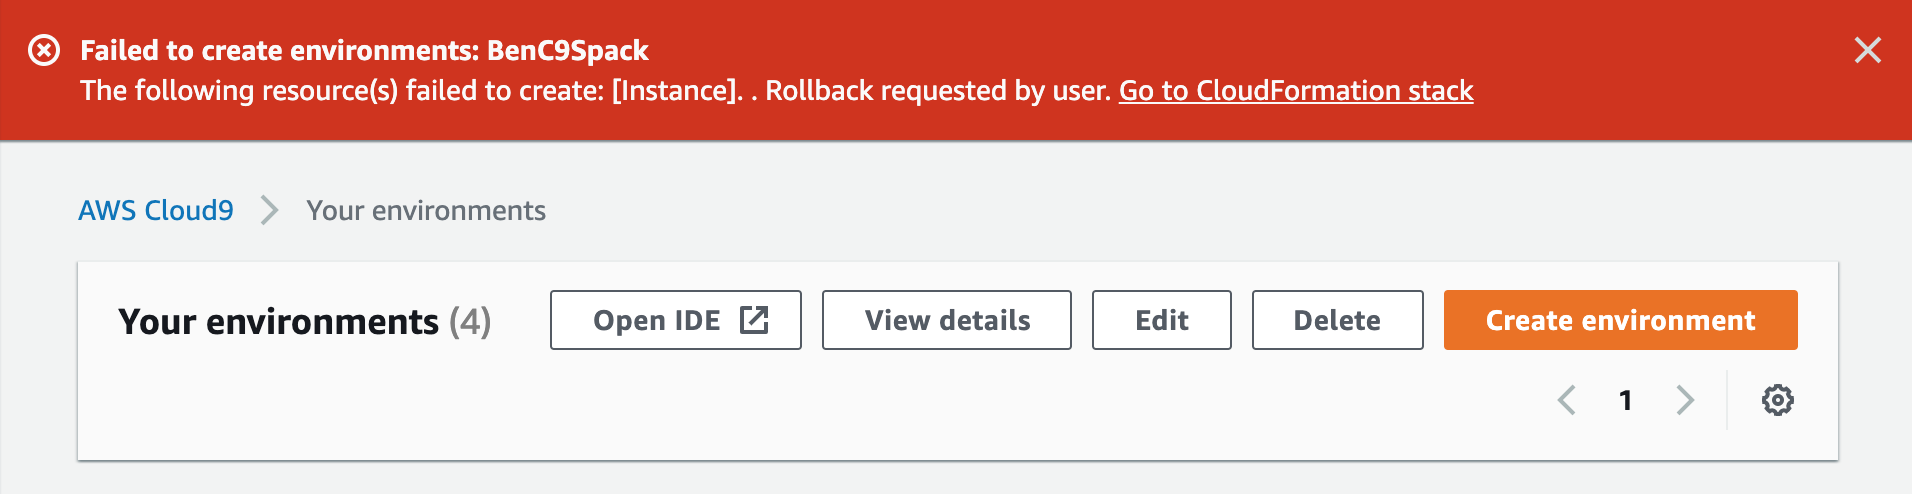 Failed to create environments: BenC9Spack
The following resource(s) failed to create: [Instance]. . Rollback requested by user. Go to CloudFormation stack
AWS Cloud9 > Your environments
Your environments (4) Open IDE View details Edit Delete Create environment
1